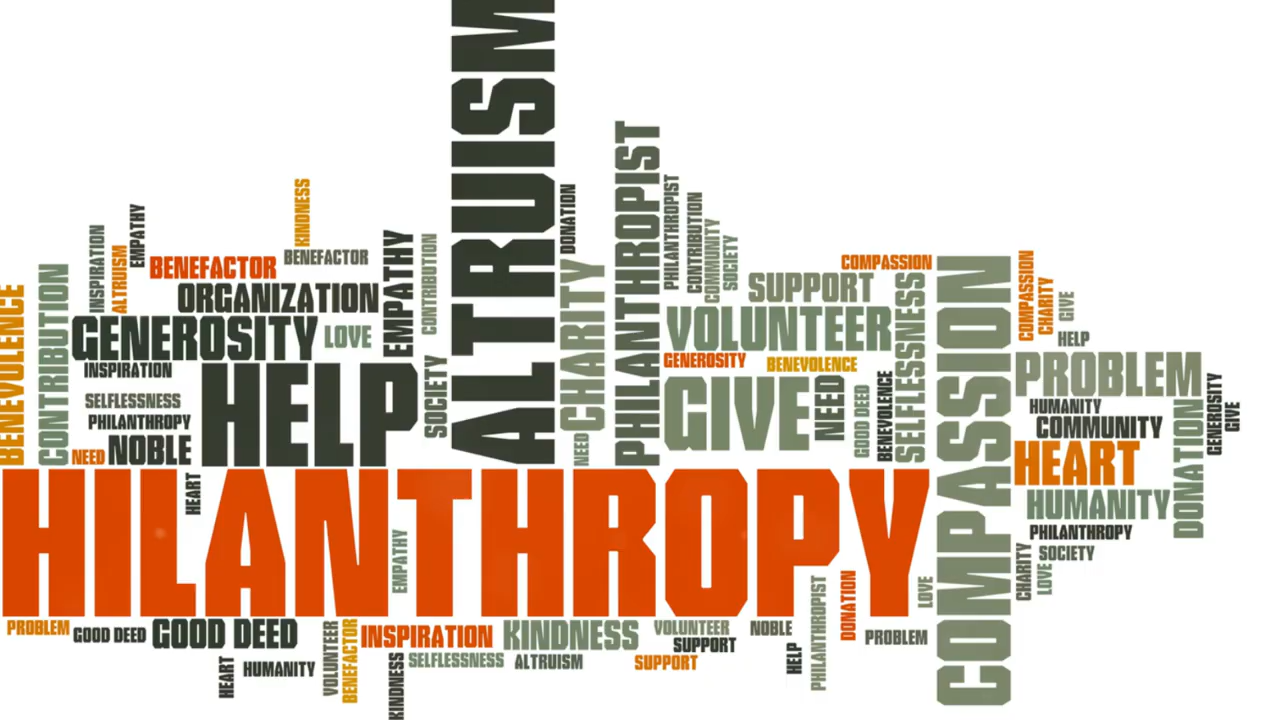 ALTRUISM
PHILANTHROPIST
KINDNESS
DONATION
PHILANTHROPIST
CONTRIBUTION
COMMUNITY
SOCIETY
EMPATHY
INSPIRATION
ALTRUISM
BENEFACTOR
BENEFACTOR
EMPATHY
CONTRIBUTION
CHARITY
COMPASSION
SUPPORT
SELFLESSNESS
COMPASSION
COMPASSION
CHARITY
GIVE
HELP
BENEVOLENCE
CONTRIBUTION
ORGANIZATION
GENEROSITY
LOVE
VOLUNTEER
GENEROSITY
BENEVOLENCE
INSPIRATION
HELP
SOCIETY
GIVE
NEED
GOOD DEED
BENEVOLENCE
PROBLEM
GENEROSITY
GIVE
SELFLESSNESS
PHILANTHROPY
HUMANITY
COMMUNITY
DONATION
NOBLE
NEED
NEED
HEART
HEART
HILANTHROPY
HUMANITY
PHILANTHROPY
EMPATHY
SOCIETY
CHARITY
LOVE
LOVE
PHILANTHROPIST
DONATION
PROBLEM
GOOD DEED
GOOD DEED
VOLUNTEER
BENEFACTOR
INSPIRATION
KINDNESS
VOLUNTEER
NOBLE
PROBLEM
SUPPORT
HELP
HEART
HUMANITY
KINDNESS
SELFLESSNESS
ALTRUISM
SUPPORT